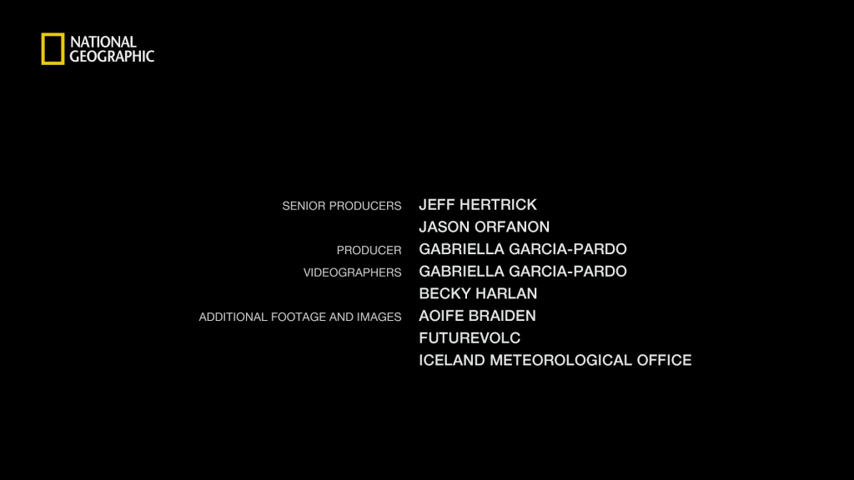 NATIONAL
GEOGRAPHIC
SENIOR PRODUCERS JEFF HERTRICK
JASON ORFANON
PRODUCER GABRIELLA GARCIA-PARDO
VIDEOGRAPHERS GABRIELLA GARCIA-PARDO
BECKY HARLAN
ADDITIONAL FOOTAGE AND IMAGES AOIFE BRAIDEN
FUTUREVOLC
ICELAND METEOROLOGICAL OFFICE